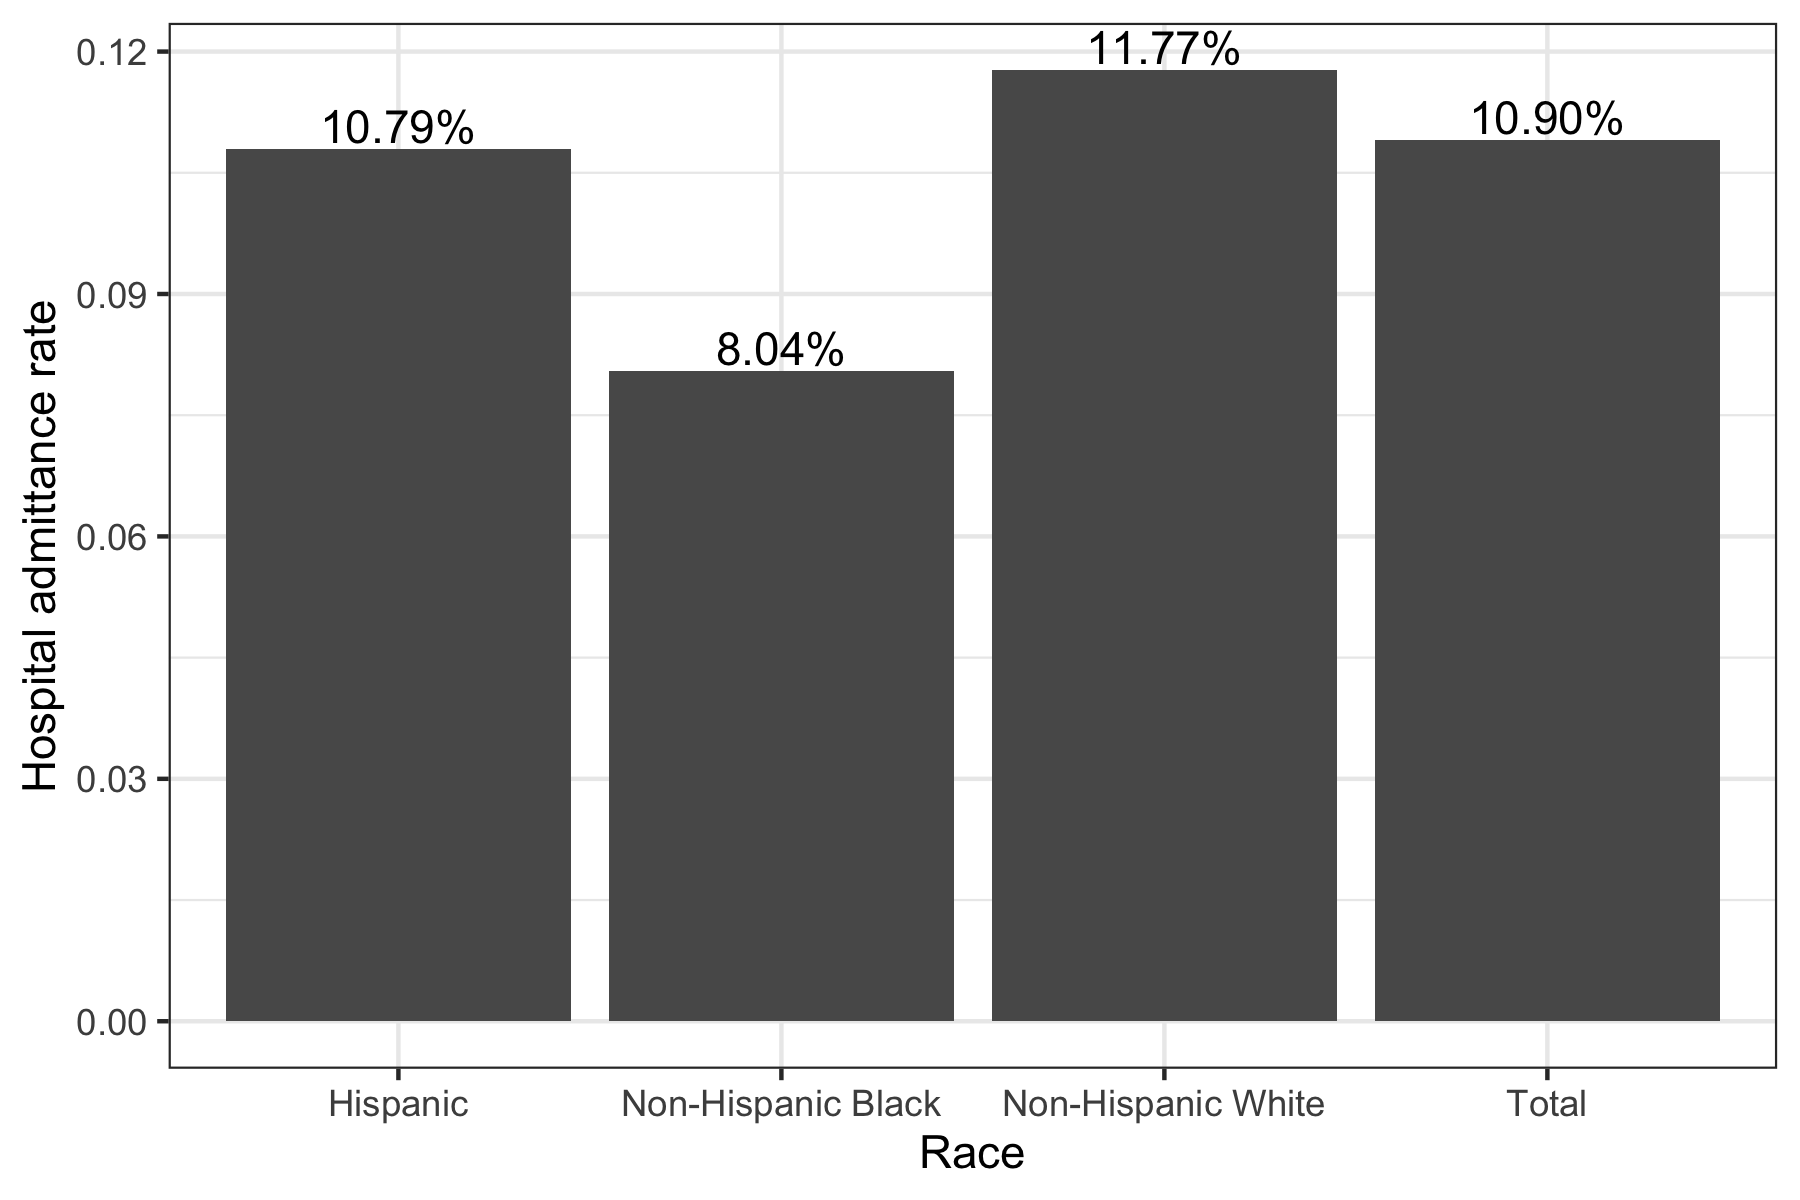 0.12
0.09
0.06
0.03
0.00
Hospital admittance rate
10.79%
8.04%
11.77%
10.90%
Hispanic
Non-Hispanic Black
Non-Hispanic White
Total
Race